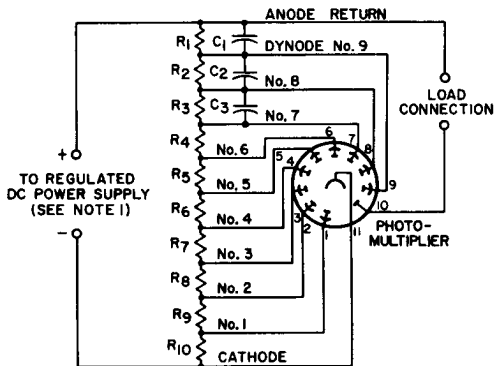 ANODE RETURN
R1
C1
DYNODE No. 9
R2
C2
No. 8
R3
C3
No. 7
R4
No. 6
R5
No. 5
R6
No. 4
R7
No. 3
R8
No. 2
R9
No. 1
R10
CATHODE
+
TO REGULATED
DC POWER SUPPLY
(SEE NOTE 1)
–
LOAD
CONNECTION
5
6
7
8
4
9
3
10
2
1
11
PHOTO-
MULTIPLIER